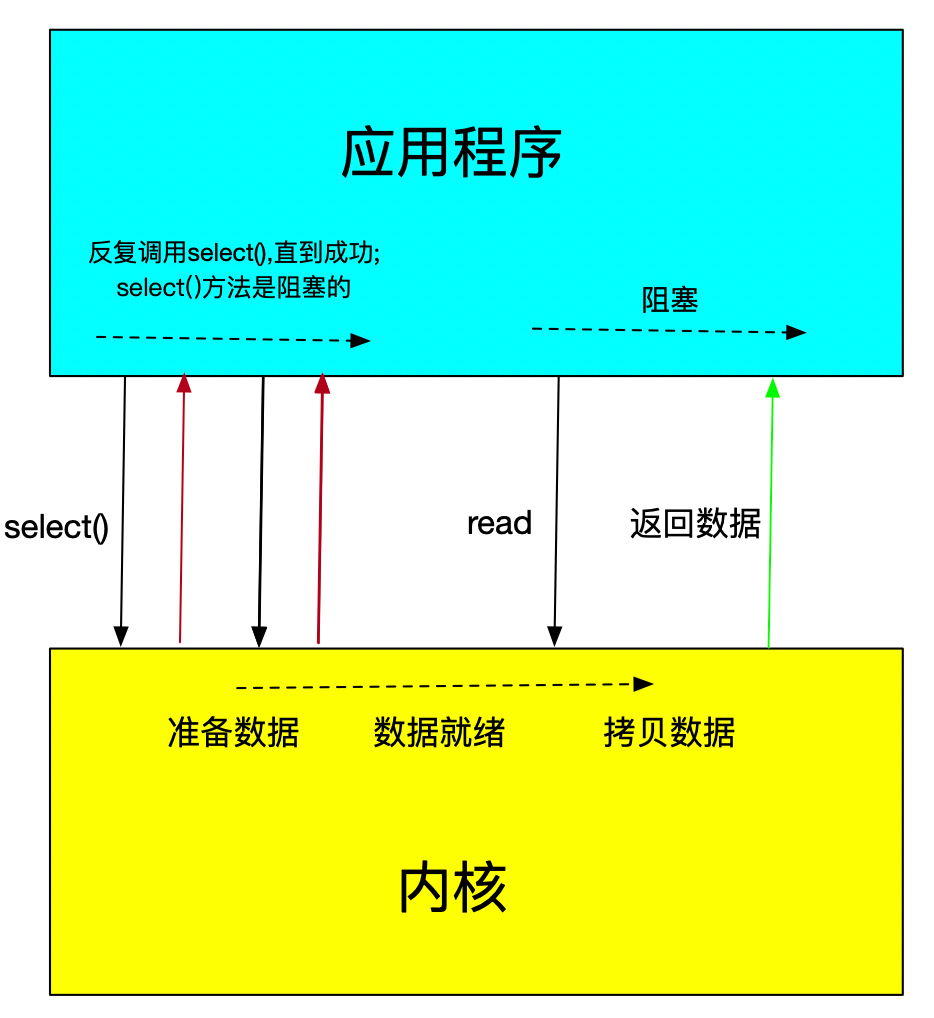 应用程序
反复调用select(),直到成功;
select()方法是阻塞的
阻塞
select()
read
返回数据
准备数据
数据就绪
拷贝数据
内核